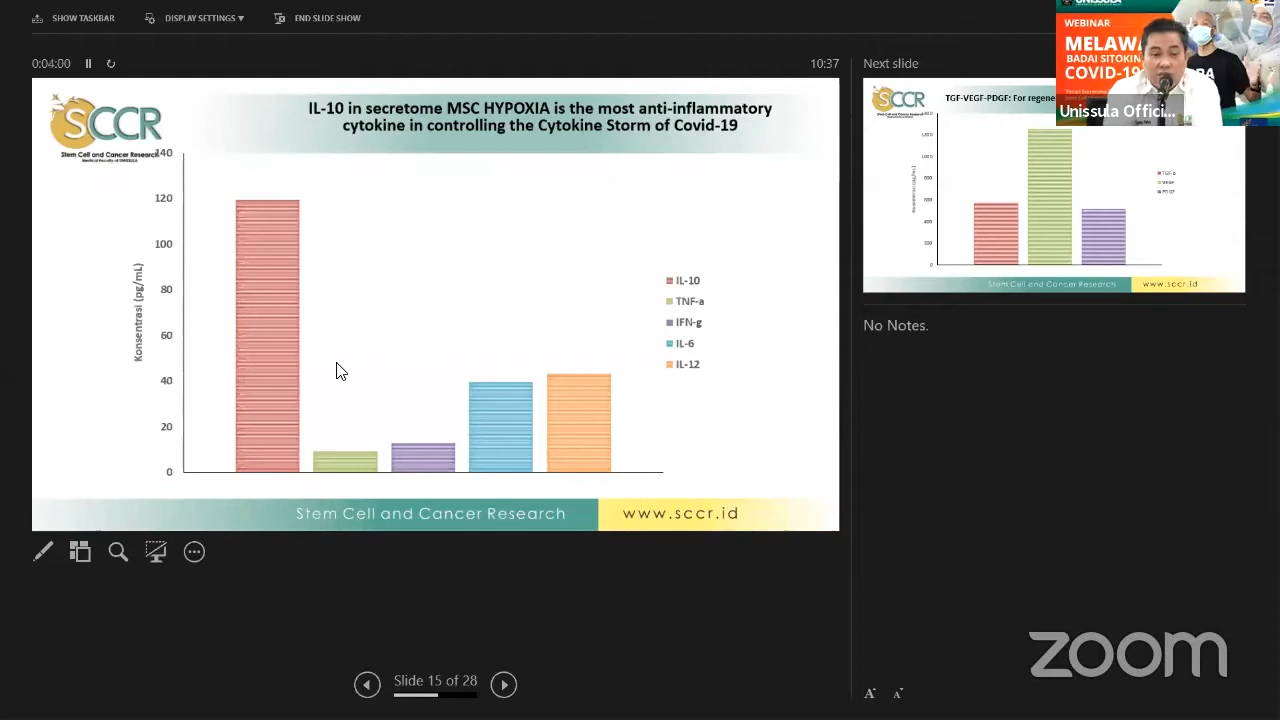 SHOW TASKBAR
DISPLAY SETTINGS ▼
END SLIDE SHOW
0:04:00
10:37
SCCR
Stem Cell and Cancer Research
IL-10 in secretome MSC HYPOXIA is the most anti-inflammatory
cytokine in controlling the Cytokine Storm of Covid-19
Konsentrasi (pg/mL)
140
120
100
80
60
40
20
0
IL-10
TNF-a
IFN-g
IL-6
IL-12
Stem Cell and Cancer Research
www.sccr.id
Slide 15 of 28
Next slide
SCCR
TGF-VEGF-PDGF: For regene
TGF-b
VEGF
PDGF
Stem Cell and Cancer Research
www.sccr.id
No Notes.
UNISSULA
WEBINAR
MELAWA
BADAI SITOKIN
COVID-19
Unissula Offici...
zoom
A
A